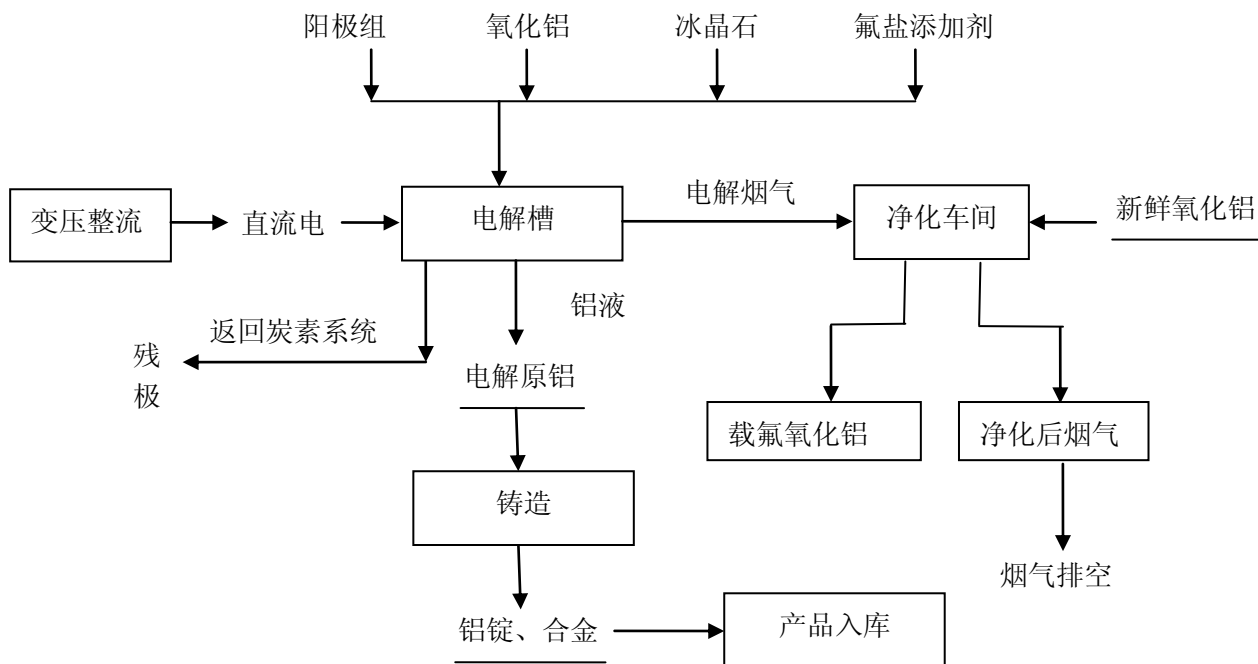 阳极组
氧化铝
冰晶石
氟盐添加剂
变压整流
直流电
电解槽
电解烟气
净化车间
新鲜氧化铝
铝液
返回炭素系统
残
极
电解原铝
载氟氧化铝
净化后烟气
铸造
烟气排空
铝锭、合金
产品入库